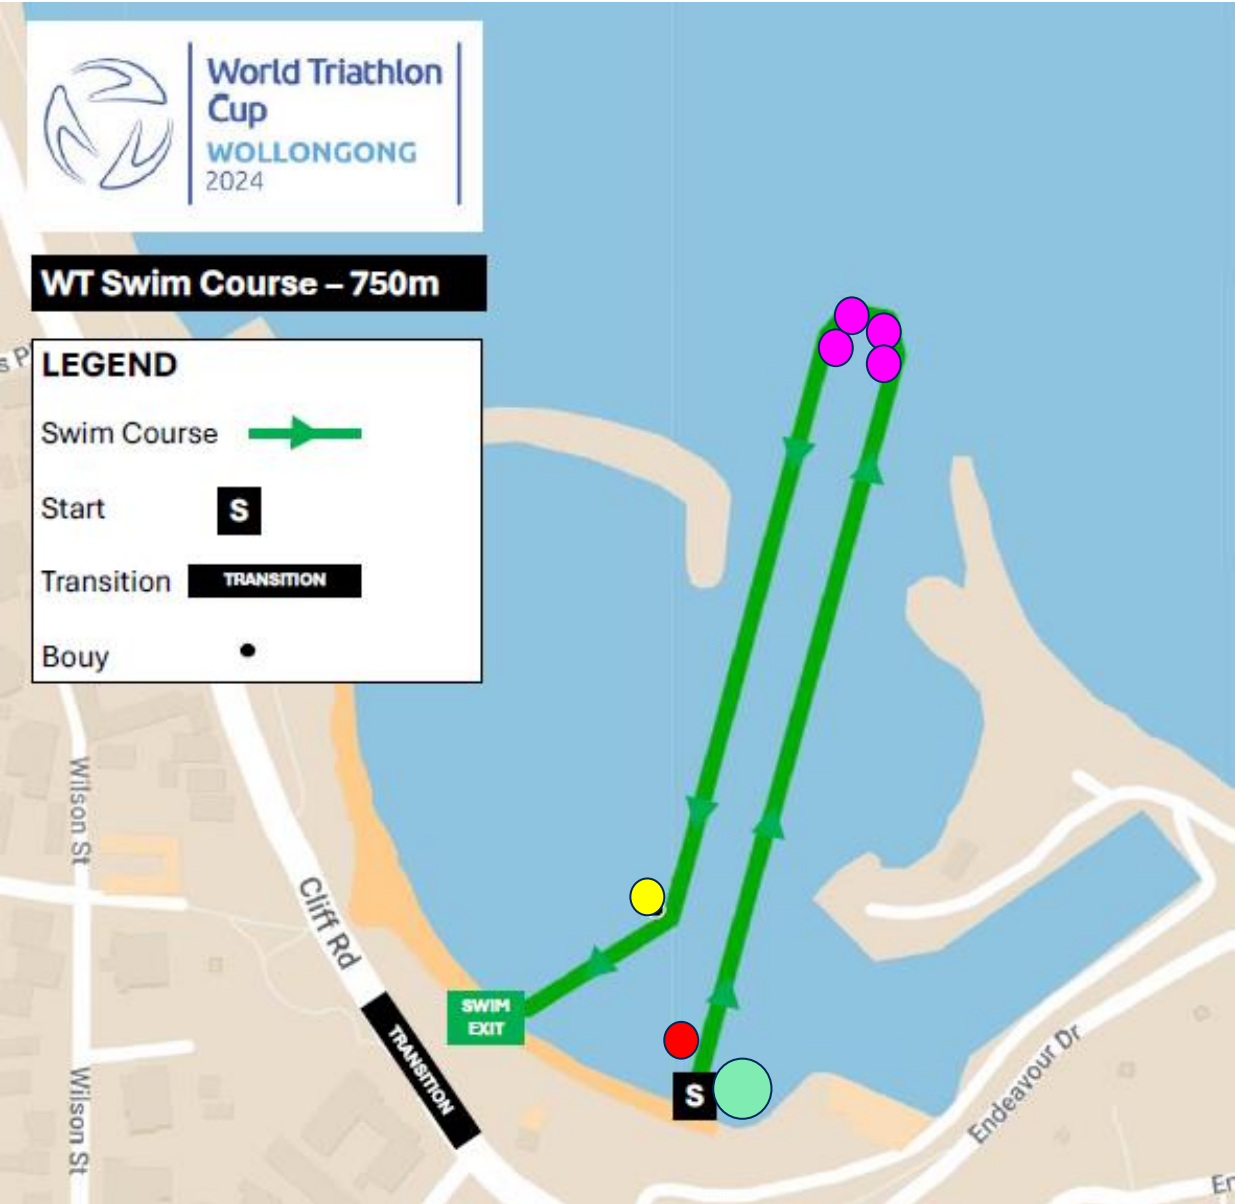 World Triathlon
Cup
WOLLONGONG
2024
WT Swim Course – 750m
LEGEND
Swim Course
Start
S
Transition
TRANSITION
Bouy
Wilson St
Cliff Rd
SWIM
EXIT
TRANSITION
S
Endeavour Dr
Wilson St